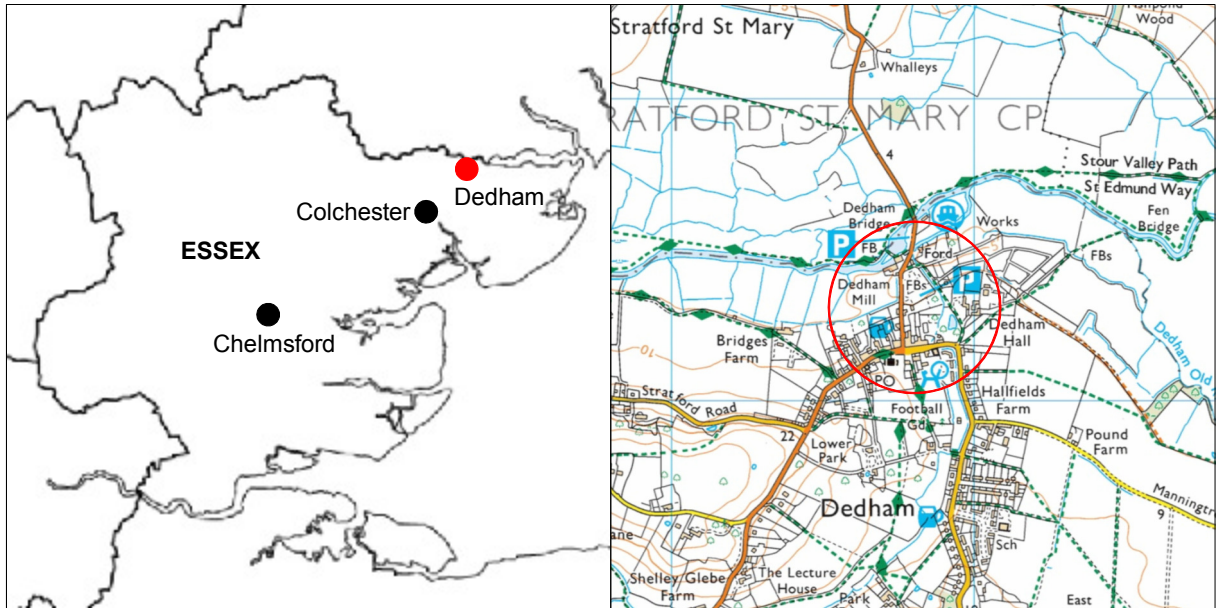 Dedham
Colchester
ESSEX
Chelmsford
Stratford St Mary
Whalleys
RATFORD ST MARY CP
4
Stour Valley Path
St Edmund Way
Fen
Bridge
Dedham
Bridge
Works
P
FB
Ford
FBs
P
Dedham
Mill
FBs
Dedham
Hall
Dedham Old
Bridges
Farm
10
PO
Hallfields
Farm
Stratford Road
Football
Gd
22
Lower
Park
Pound
Farm
Dedham
Manningtr
9
Sch
Shelley Glebe
Farm
The Lecture
House
Park
East